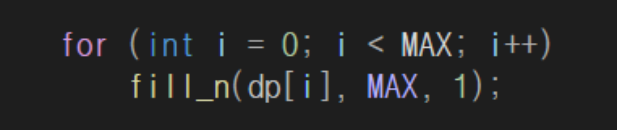 for (int i = 0; i < MAX; i++)
    fill_n(dp[i], MAX, 1);